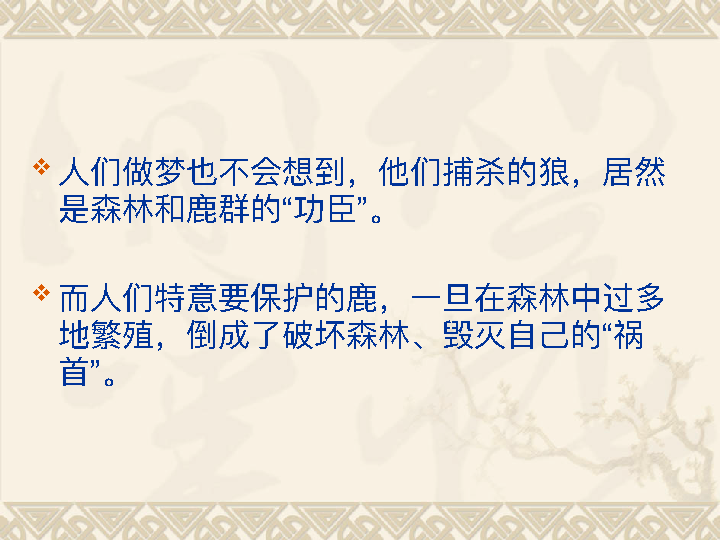 人们做梦也不会想到，他们捕杀的狼，居然
是森林和鹿群的“功臣”。
而人们特意要保护的鹿，一旦在森林中过多
地繁殖，倒成了破坏森林、毁灭自己的“祸
首”。